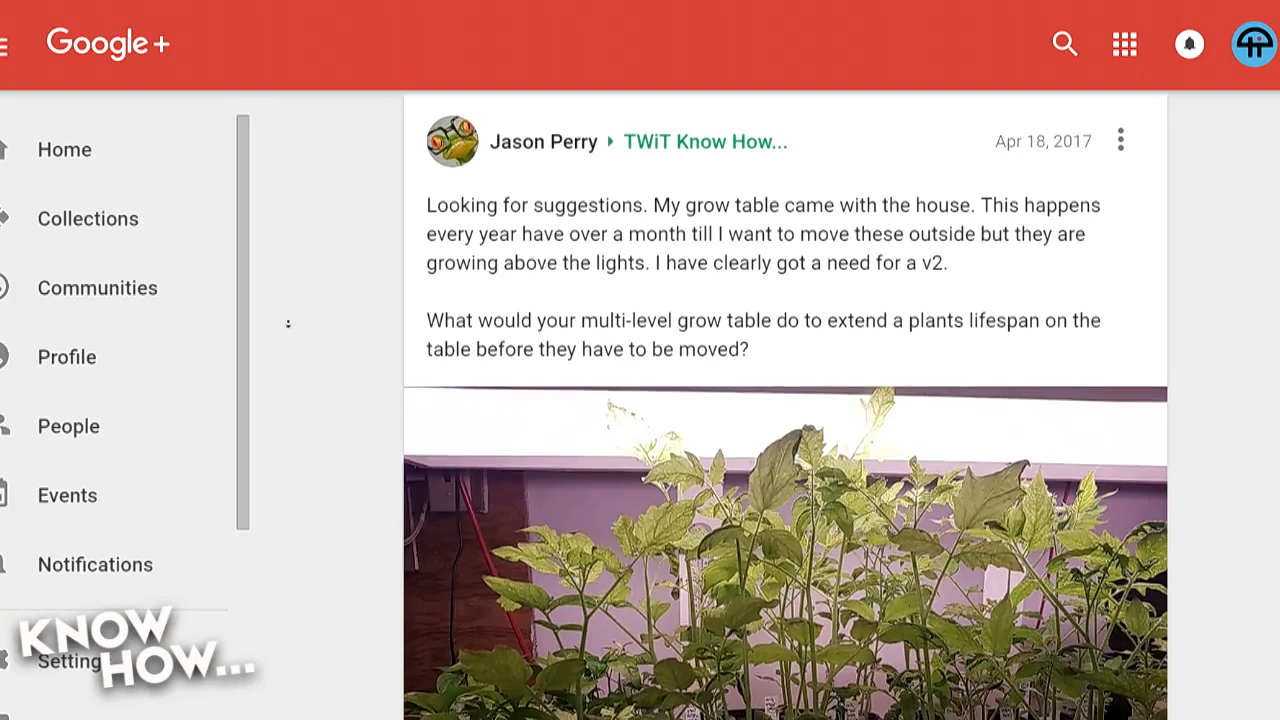 Google+
Home
Collections
Communities
Profile
People
Events
Notifications
Setting
KNOW
HOW...
Jason Perry TWiT Know How...
Apr 18, 2017
Looking for suggestions. My grow table came with the house. This happens
every year have over a month till I want to move these outside but they are
growing above the lights. I have clearly got a need for a v2.
What would your multi-level grow table do to extend a plants lifespan on the
table before they have to be moved?